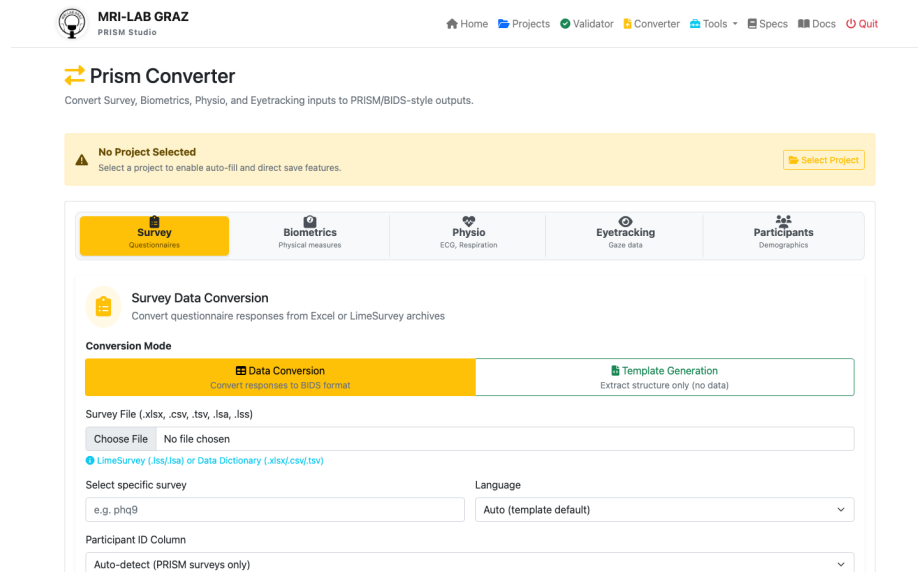 MRI-LAB GRAZ
PRISM Studio
Home Projects Validator Converter Tools Specs Docs Quit
Prism Converter
Convert Survey, Biometrics, Physio, and Eyetracking inputs to PRISM/BIDS-style outputs.
No Project Selected
Select a project to enable auto-fill and direct save features.
Select Project
Survey
Questionnaires
Biometrics
Physical measures
Physio
ECG, Respiration
Eyetracking
Gaze data
Participants
Demographics
Survey Data Conversion
Convert questionnaire responses from Excel or LimeSurvey archives
Conversion Mode
Data Conversion
Convert responses to BIDS format
Template Generation
Extract structure only (no data)
Survey File (.xlsx, .csv, .tsv, .lsa, .lss)
Choose File No file chosen
LimeSurvey (.lss/.lsa) or Data Dictionary (.xlsx/.csv/.tsv)
Select specific survey
e.g. phq9
Language
Auto (template default)
Participant ID Column
Auto-detect (PRISM surveys only)